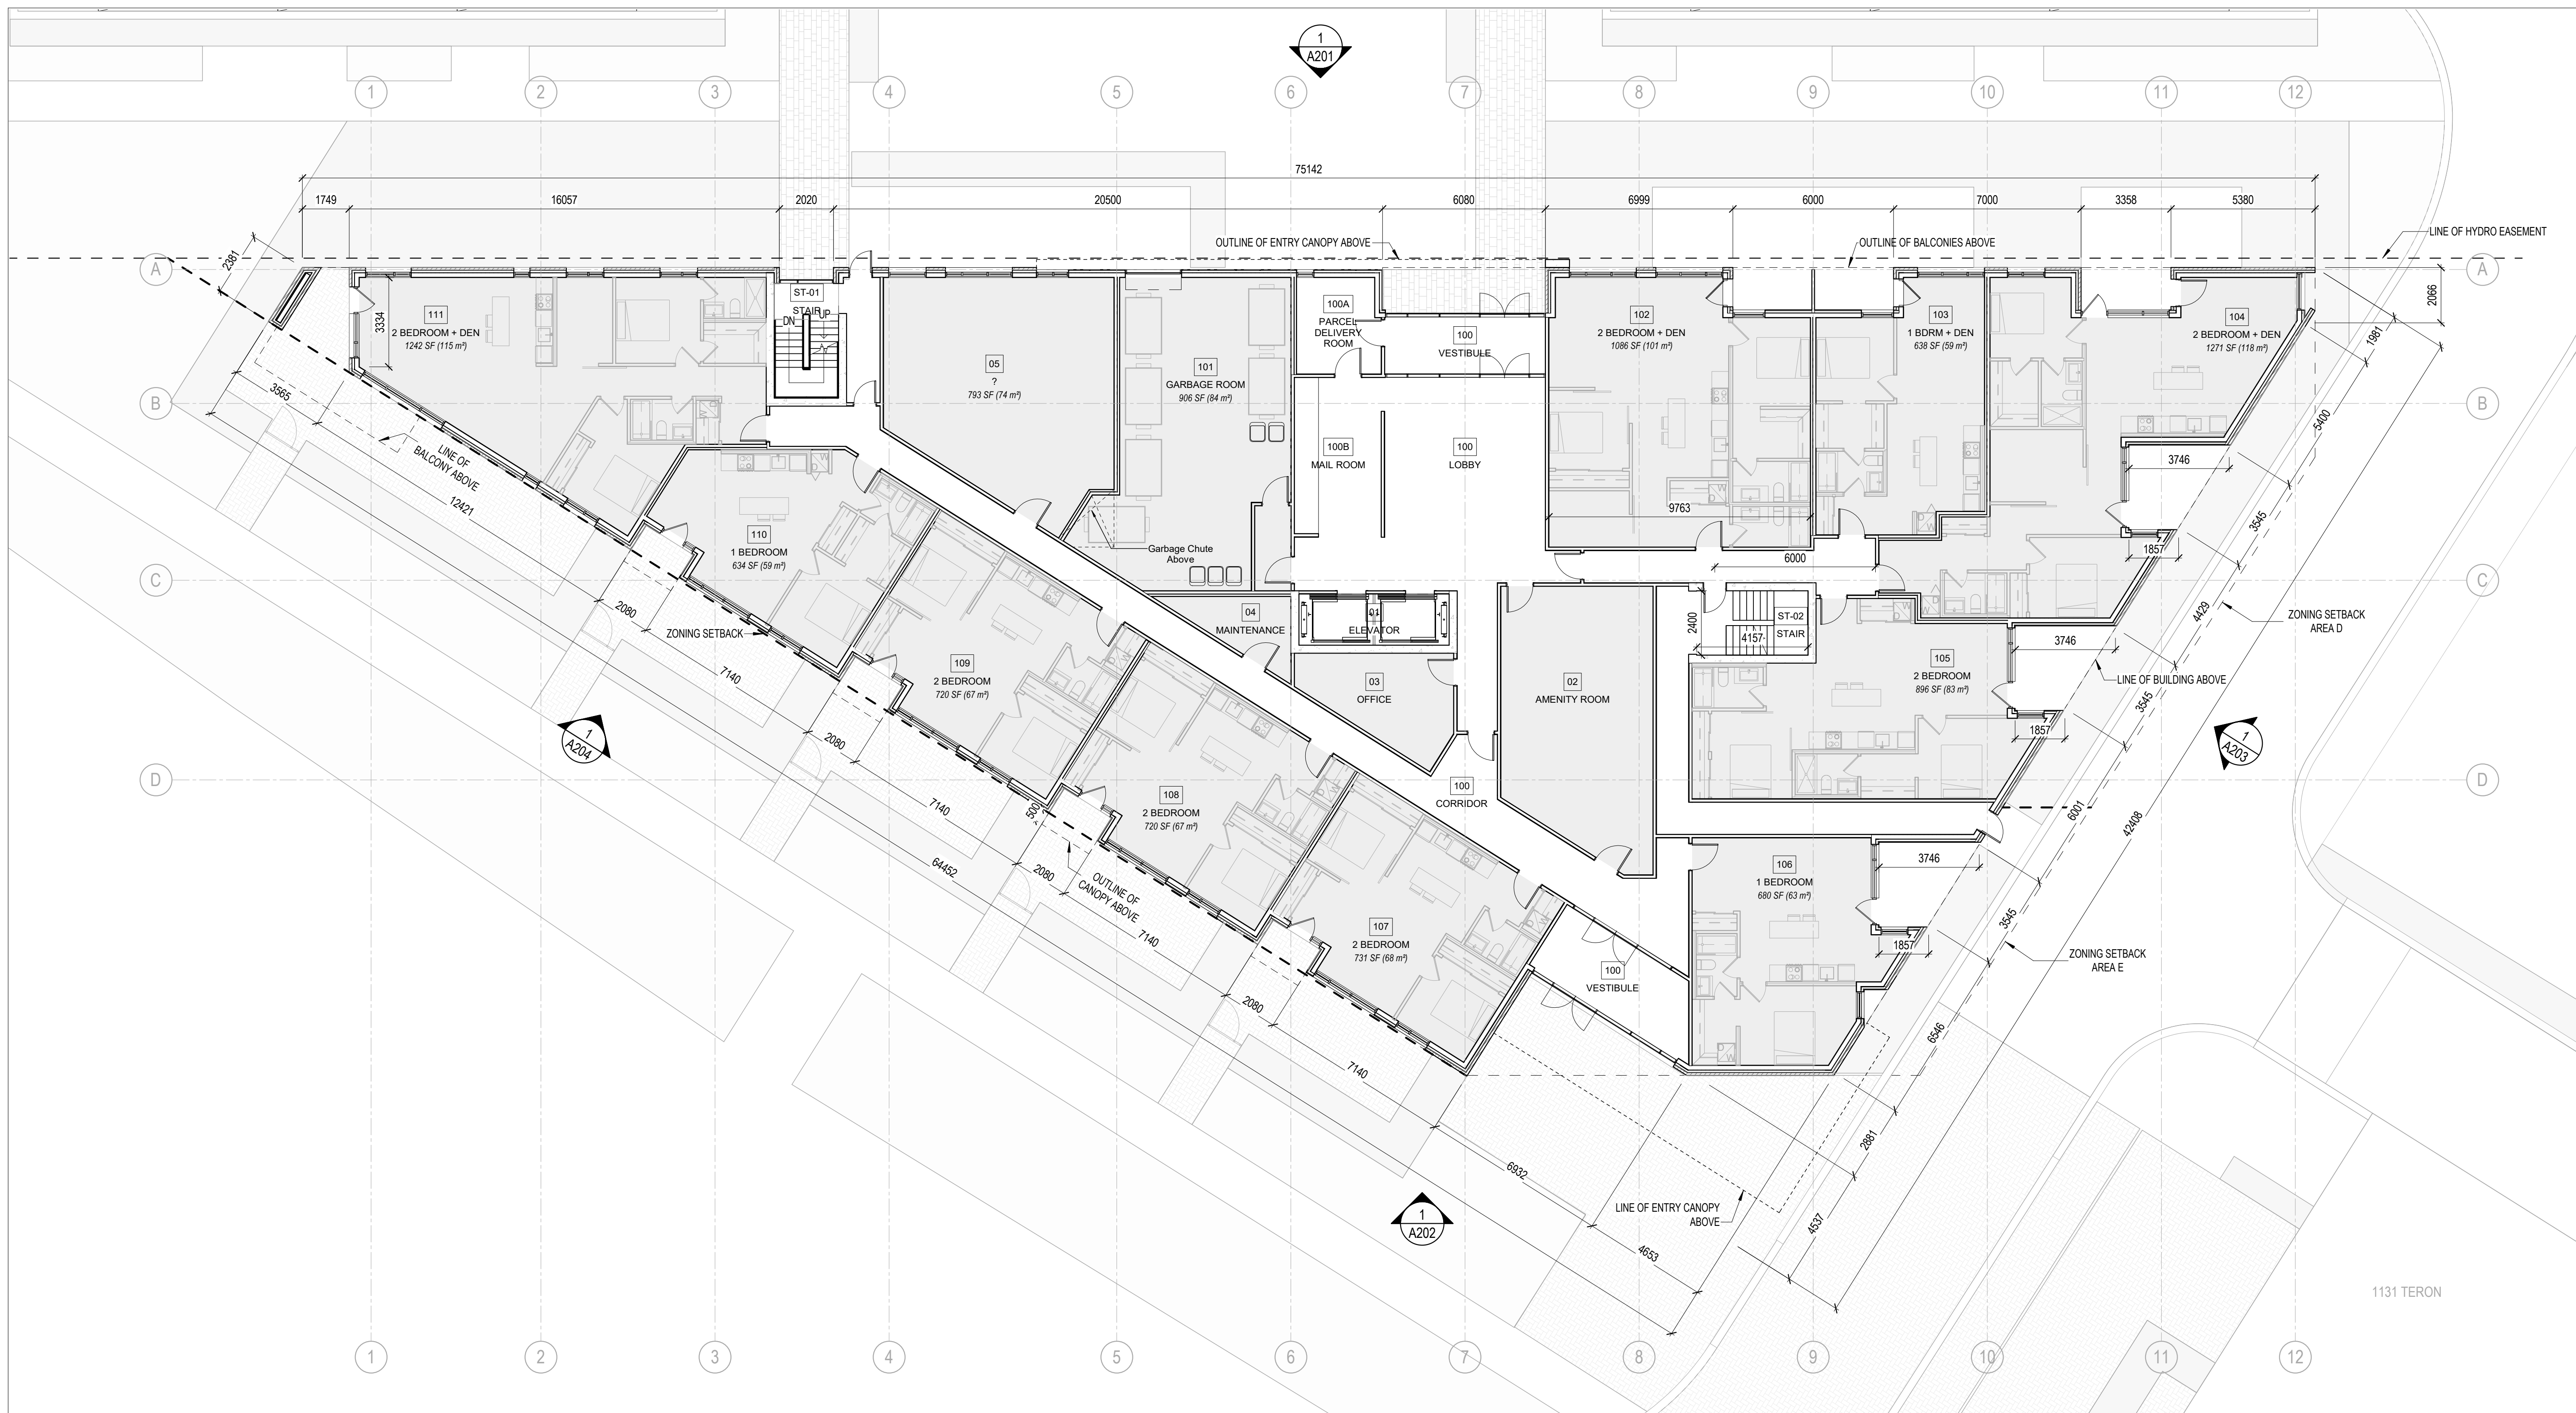 1
A201
1
2
3
4
5
6
7
8
9
10
11
12
75142
1749
16057
2020
20500
6080
6999
6000
7000
3358
5380
OUTLINE OF ENTRY CANOPY ABOVE
OUTLINE OF BALCONIES ABOVE
LINE OF HYDRO EASEMENT
2381
A
A
2066
1981
3334
111
2 BEDROOM + DEN
1242 SF (115 m²)
ST-01
STAIR
DN
UP
05
?
793 SF (74 m²)
101
GARBAGE ROOM
906 SF (84 m²)
100A
PARCEL
DELIVERY
ROOM
100
VESTIBULE
102
2 BEDROOM + DEN
1086 SF (101 m²)
103
1 BDRM + DEN
638 SF (59 m²)
104
2 BEDROOM + DEN
1271 SF (118 m²)
B
B
3565
5400
LINE OF
BALCONY ABOVE
W
100B
MAIL ROOM
100
LOBBY
W
3746
12421
W
9763
W
3545
110
1 BEDROOM
634 SF (59 m²)
Garbage Chute
Above
6000
1857
C
C
2080
ZONING SETBACK
W
04
MAINTENANCE
01
ELEVATOR
2400
4157
ST-02
STAIR
W
W
4429
ZONING SETBACK
AREA D
3746
109
2 BEDROOM
720 SF (67 m²)
W
03
OFFICE
02
AMENITY ROOM
105
2 BEDROOM
896 SF (83 m²)
LINE OF BUILDING ABOVE
7140
3545
1857
1
A204
2080
1
A203
D
D
108
2 BEDROOM
720 SF (67 m²)
W
100
CORRIDOR
7140
500
6001
42408
64452
2080
OUTLINE OF
CANOPY ABOVE
106
1 BEDROOM
680 SF (63 m²)
3746
W
107
2 BEDROOM
731 SF (68 m²)
7140
3545
1857
ZONING SETBACK
AREA E
100
VESTIBULE
2080
6546
W
7140
2881
6932
LINE OF ENTRY CANOPY
ABOVE
4537
1
A202
4653
1131 TERON
1
2
3
4
5
6
7
8
9
10
11
12